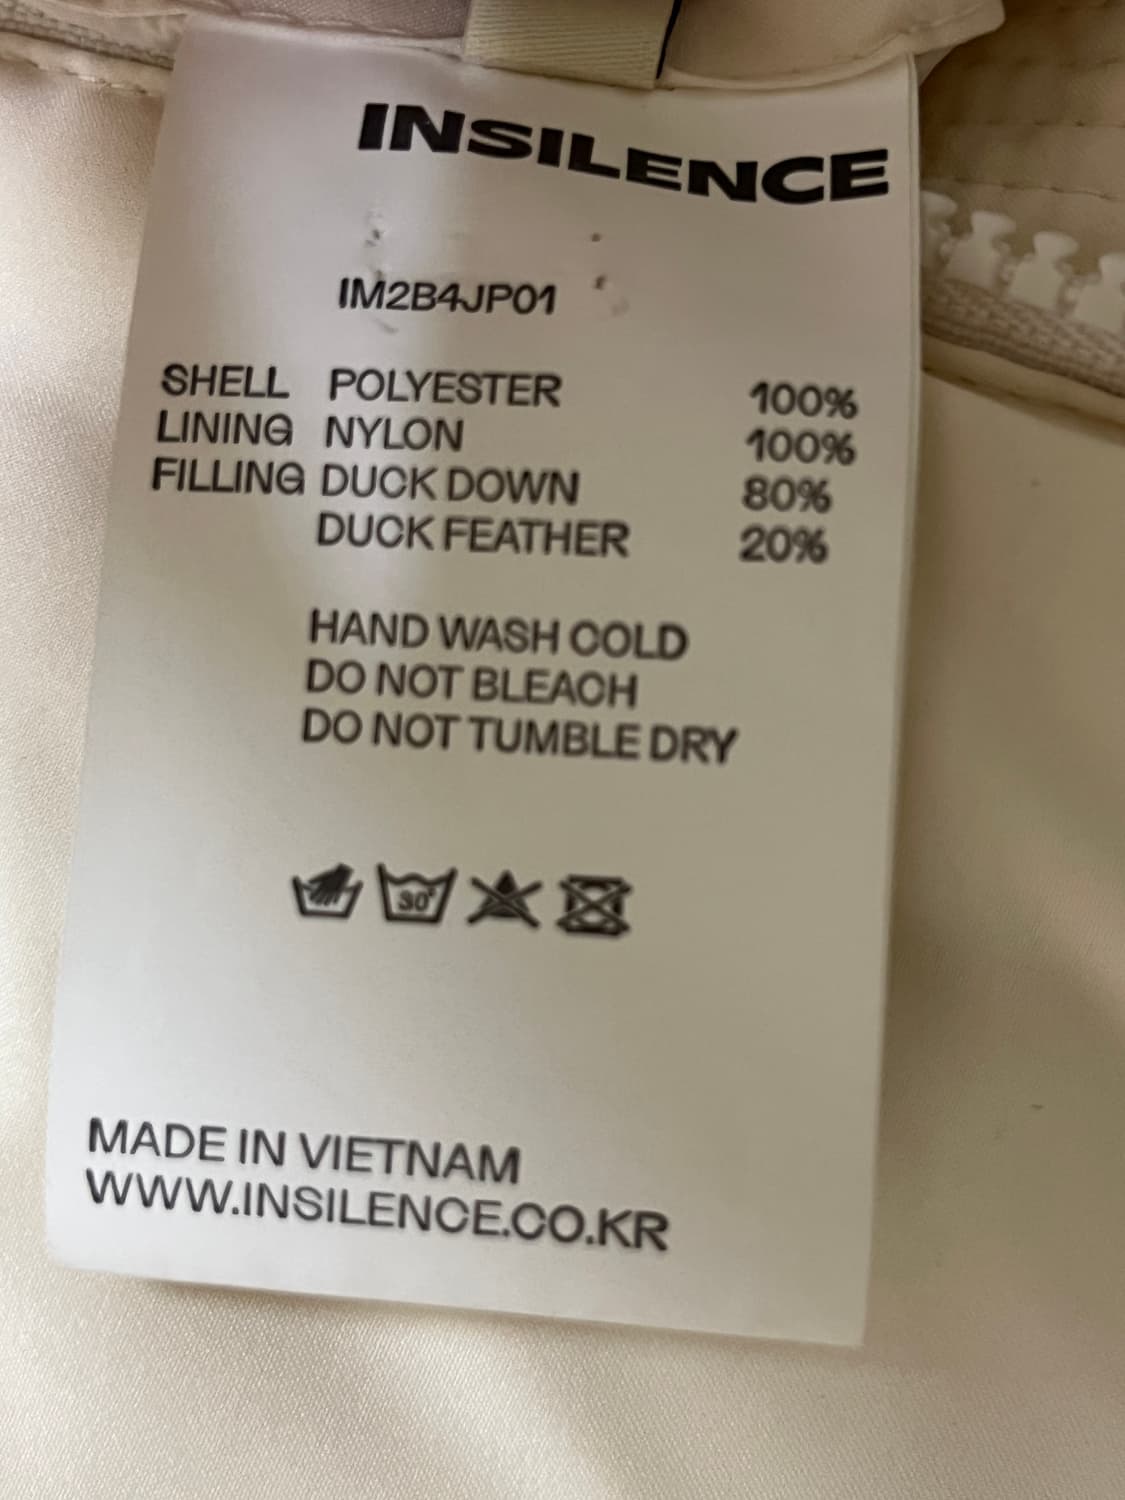 INSILENCE
IM2B4JP01
SHELL POLYESTER 100%
LINING NYLON 100%
FILLING DUCK DOWN 80%
DUCK FEATHER 20%
HAND WASH COLD
DO NOT BLEACH
DO NOT TUMBLE DRY
30°
MADE IN VIETNAM
WWW.INSILENCE.CO.KR